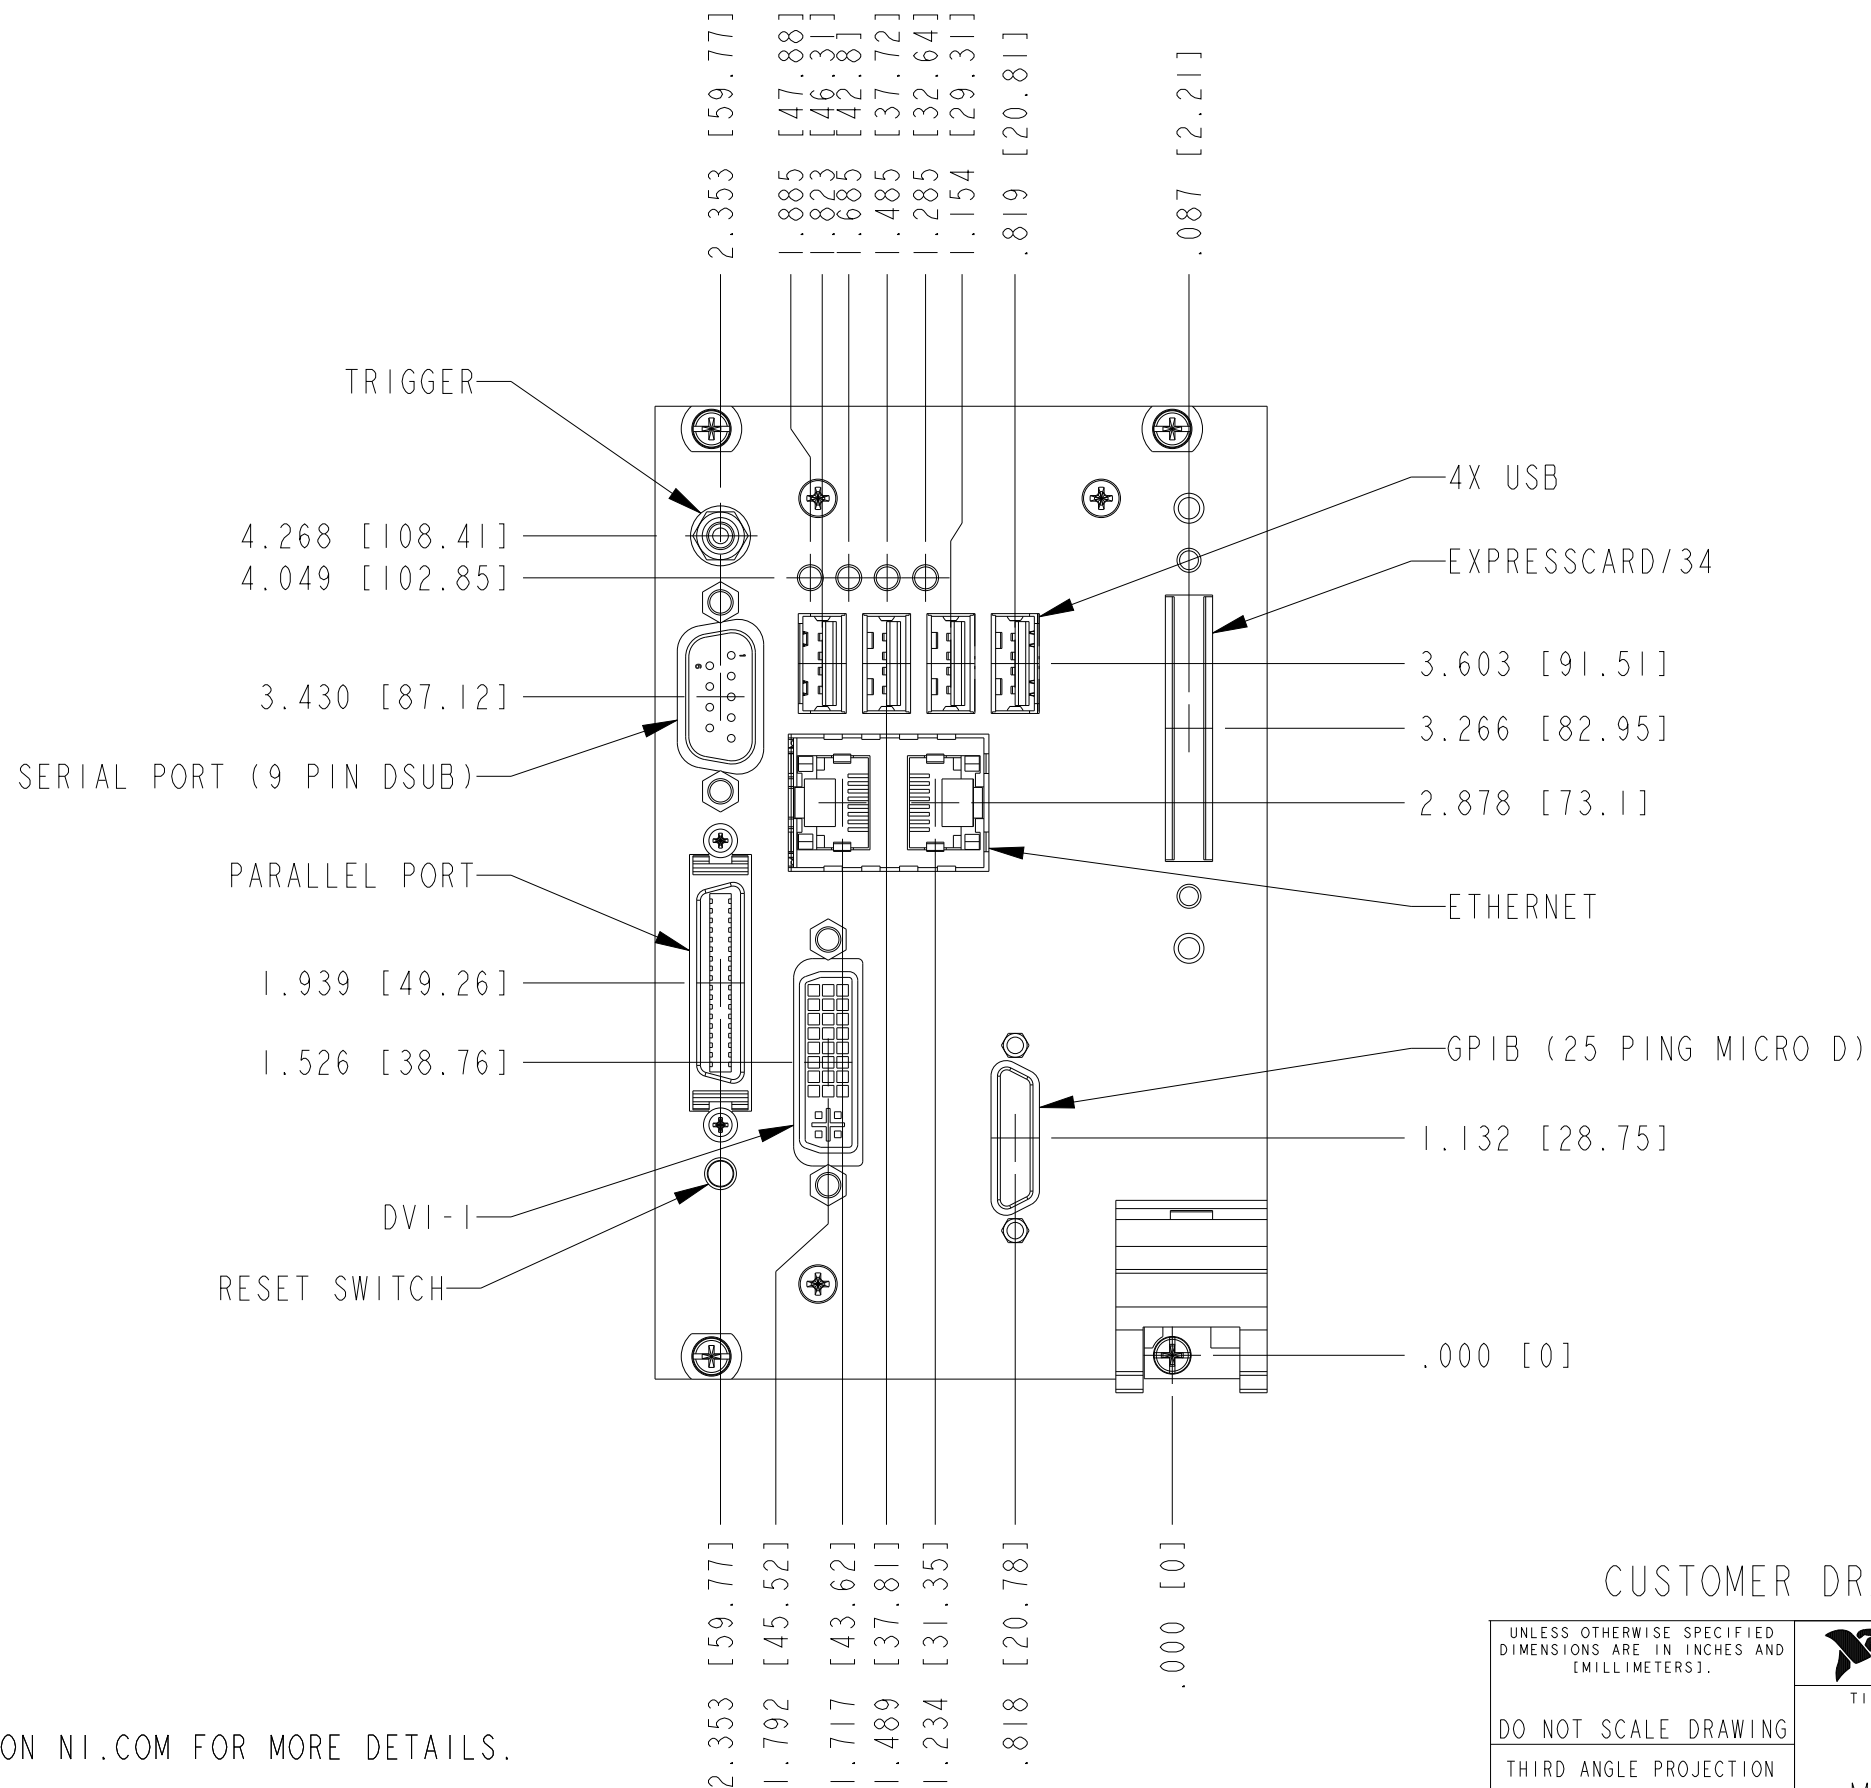 2.353 [59.77]
1.885 [47.88]
1.823 [46.31]
1.685 [42.8]
1.485 [37.72]
1.285 [32.64]
1.154 [29.31]
.819 [20.81]
.087 [2.21]
TRIGGER
4X USB
4.268 [108.41]
EXPRESSCARD/34
4.049 [102.85]
3.603 [91.51]
3.430 [87.12]
3.266 [82.95]
SERIAL PORT (9 PIN DSUB)
2.878 [73.1]
PARALLEL PORT
ETHERNET
1.939 [49.26]
GPIB (25 PING MICRO D)
1.526 [38.76]
1.132 [28.75]
DVI-I
RESET SWITCH
.000 [0]
2.353 [59.77]
1.792 [45.52]
1.717 [43.62]
1.489 [37.81]
1.234 [31.35]
.818 [20.78]
.000 [0]
CUSTOMER DR
UNLESS OTHERWISE SPECIFIED
DIMENSIONS ARE IN INCHES AND
[MILLIMETERS].
TI
DO NOT SCALE DRAWING
ON NI.COM FOR MORE DETAILS.
THIRD ANGLE PROJECTION